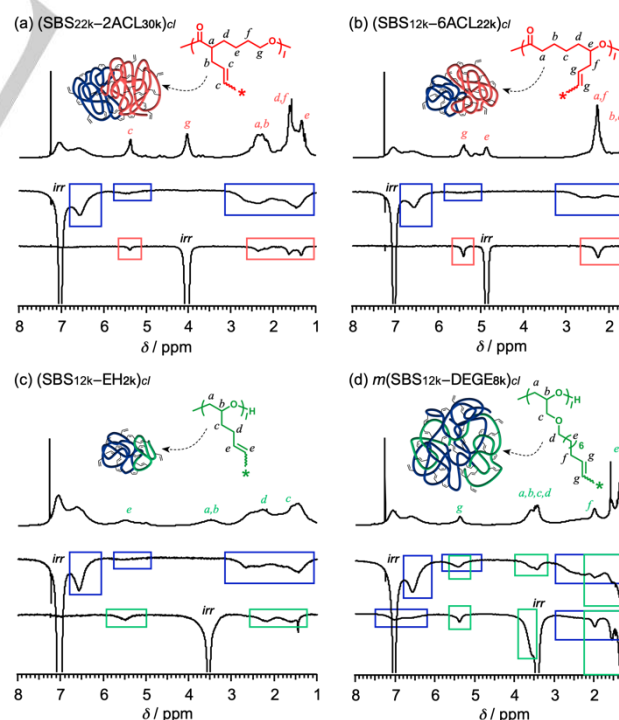 (a) (SBS22k–2ACL30k)cl
O a d f O l
b e g
c
c *
c g a,b d,f e
irr
irr
8 7 6 5 4 3 2 1
δ / ppm
(b) (SBS12k–6ACL22k)cl
O b d e O l
a c f
g
g *
g e a,f
irr
irr
8 7 6 5 4 3 2
δ / ppm
(c) (SBS12k–EH2k)cl
a b O H l
c d
e e
*
e a,b d c
irr
irr
8 7 6 5 4 3 2 1
δ / ppm
(d) m(SBS12k–DEGE8k)cl
a b O H l
c
O
d e 6
f g
g *
g a,b,c,d f e
irr
irr
8 7 6 5 4 3 2
δ / ppm